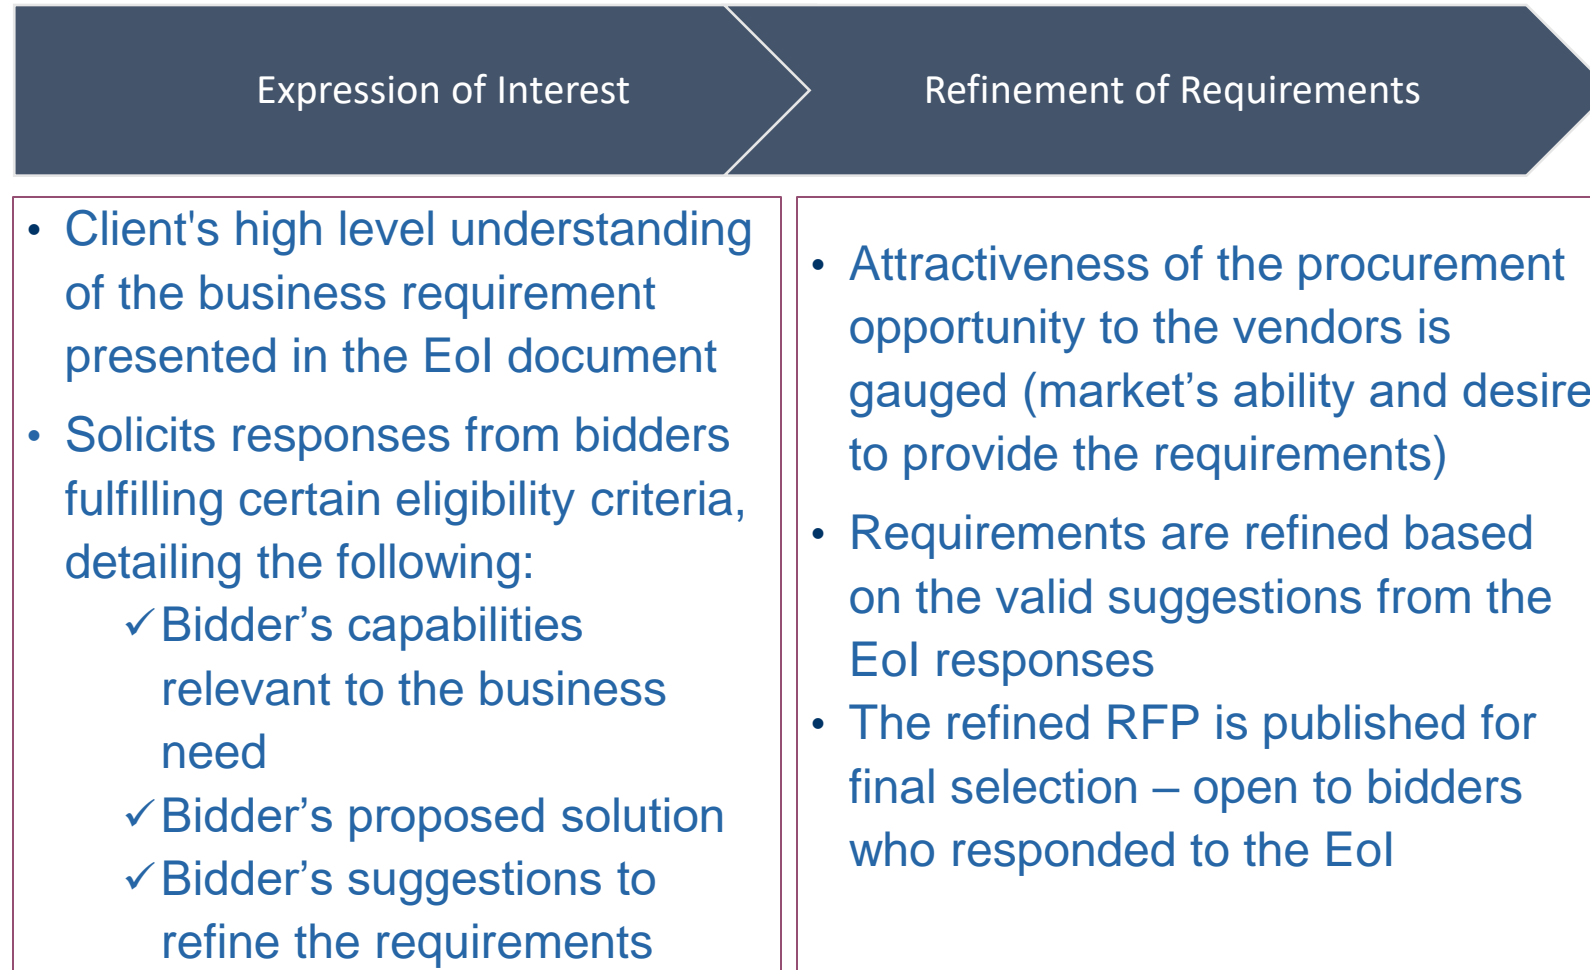 Expression of Interest
Refinement of Requirements
• Client's high level understanding
of the business requirement
presented in the EoI document
• Solicits responses from bidders
fulfilling certain eligibility criteria,
detailing the following:
✓Bidder’s capabilities
relevant to the business
need
✓Bidder’s proposed solution
✓Bidder’s suggestions to
refine the requirements
• Attractiveness of the procurement
opportunity to the vendors is
gauged (market’s ability and desire
to provide the requirements)
• Requirements are refined based
on the valid suggestions from the
EoI responses
• The refined RFP is published for
final selection – open to bidders
who responded to the EoI